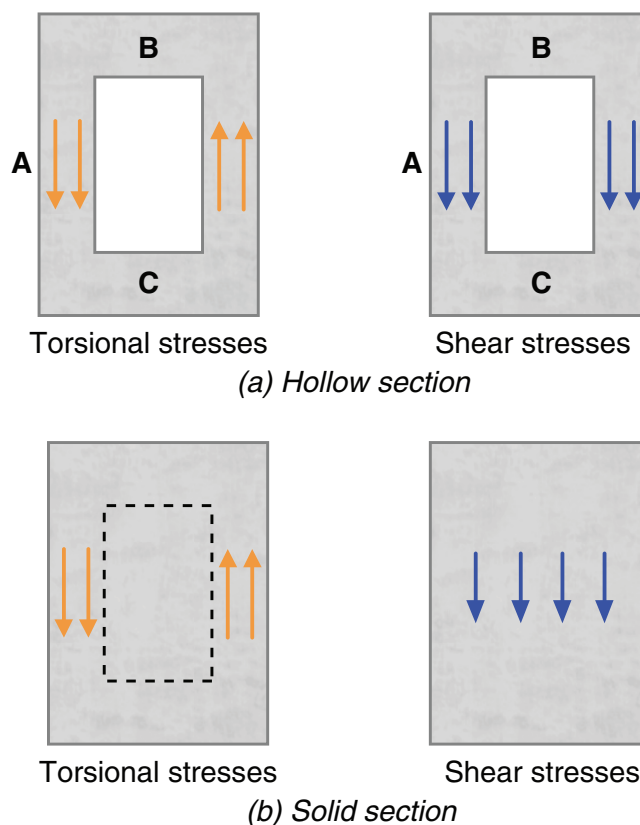 B B
A A
C C
Torsional stresses Shear stresses
(a) Hollow section
Torsional stresses Shear stresses
(b) Solid section